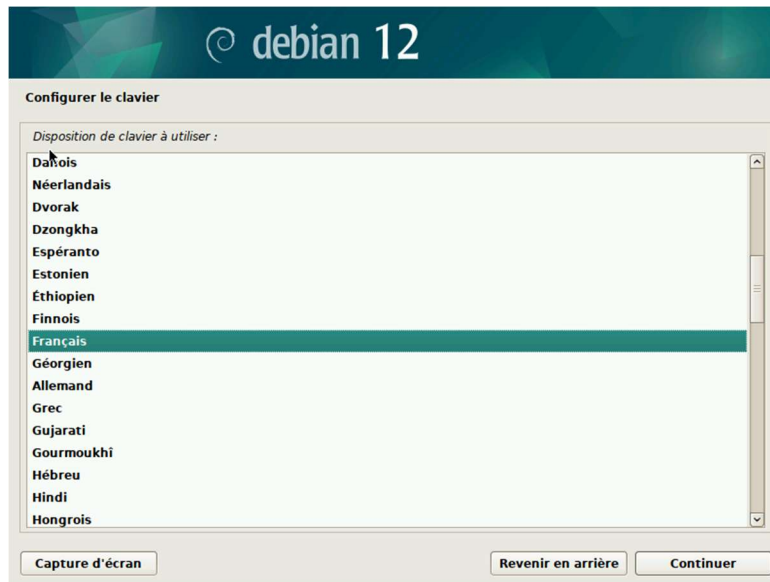 debian 12
Configurer le clavier
Disposition de clavier à utiliser :
Danois
Néerlandais
Dvorak
Dzongkha
Espéranto
Estonien
Éthiopien
Finnois
Français
Géorgien
Allemand
Grec
Gujarati
Gourmoukhî
Hébreu
Hindi
Hongrois
Capture d'écran Revenir en arrière Continuer